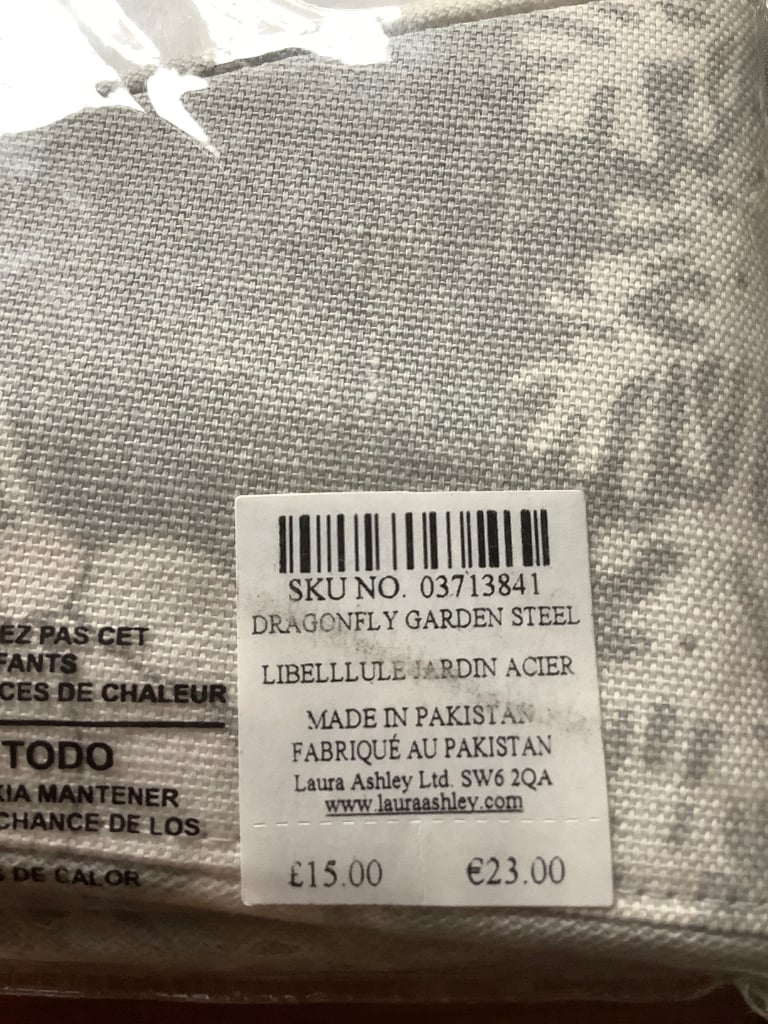 EZ PAS CET
FANTS
CES DE CHALEUR
TODO
IA MANTENER
CHANCE DE LOS
DE CALOR
SKU NO. 03713841
DRAGONFLY GARDEN STEEL
LIBELLLULE JARDIN ACIER
MADE IN PAKISTAN
FABRIQUÉ AU PAKISTAN
Laura Ashley Ltd. SW6 2QA
www.lauraashley.com
£15.00 €23.00